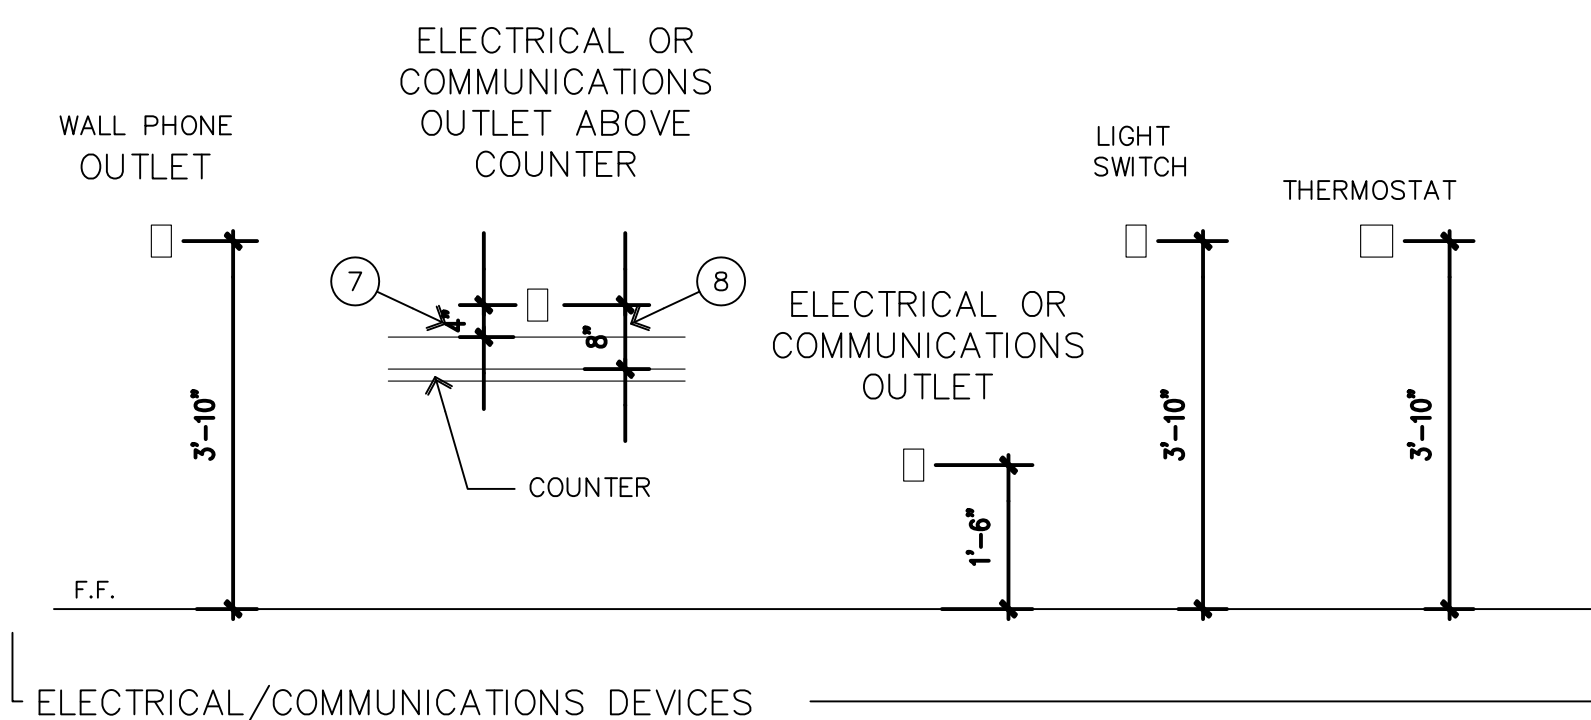 WALL PHONE
OUTLET
ELECTRICAL OR
COMMUNICATIONS
OUTLET ABOVE
COUNTER
LIGHT
SWITCH
THERMOSTAT
7
8
4"
8"
ELECTRICAL OR
COMMUNICATIONS
OUTLET
COUNTER
3'-10"
1'-6"
3'-10"
3'-10"
F.F.
ELECTRICAL/COMMUNICATIONS DEVICES